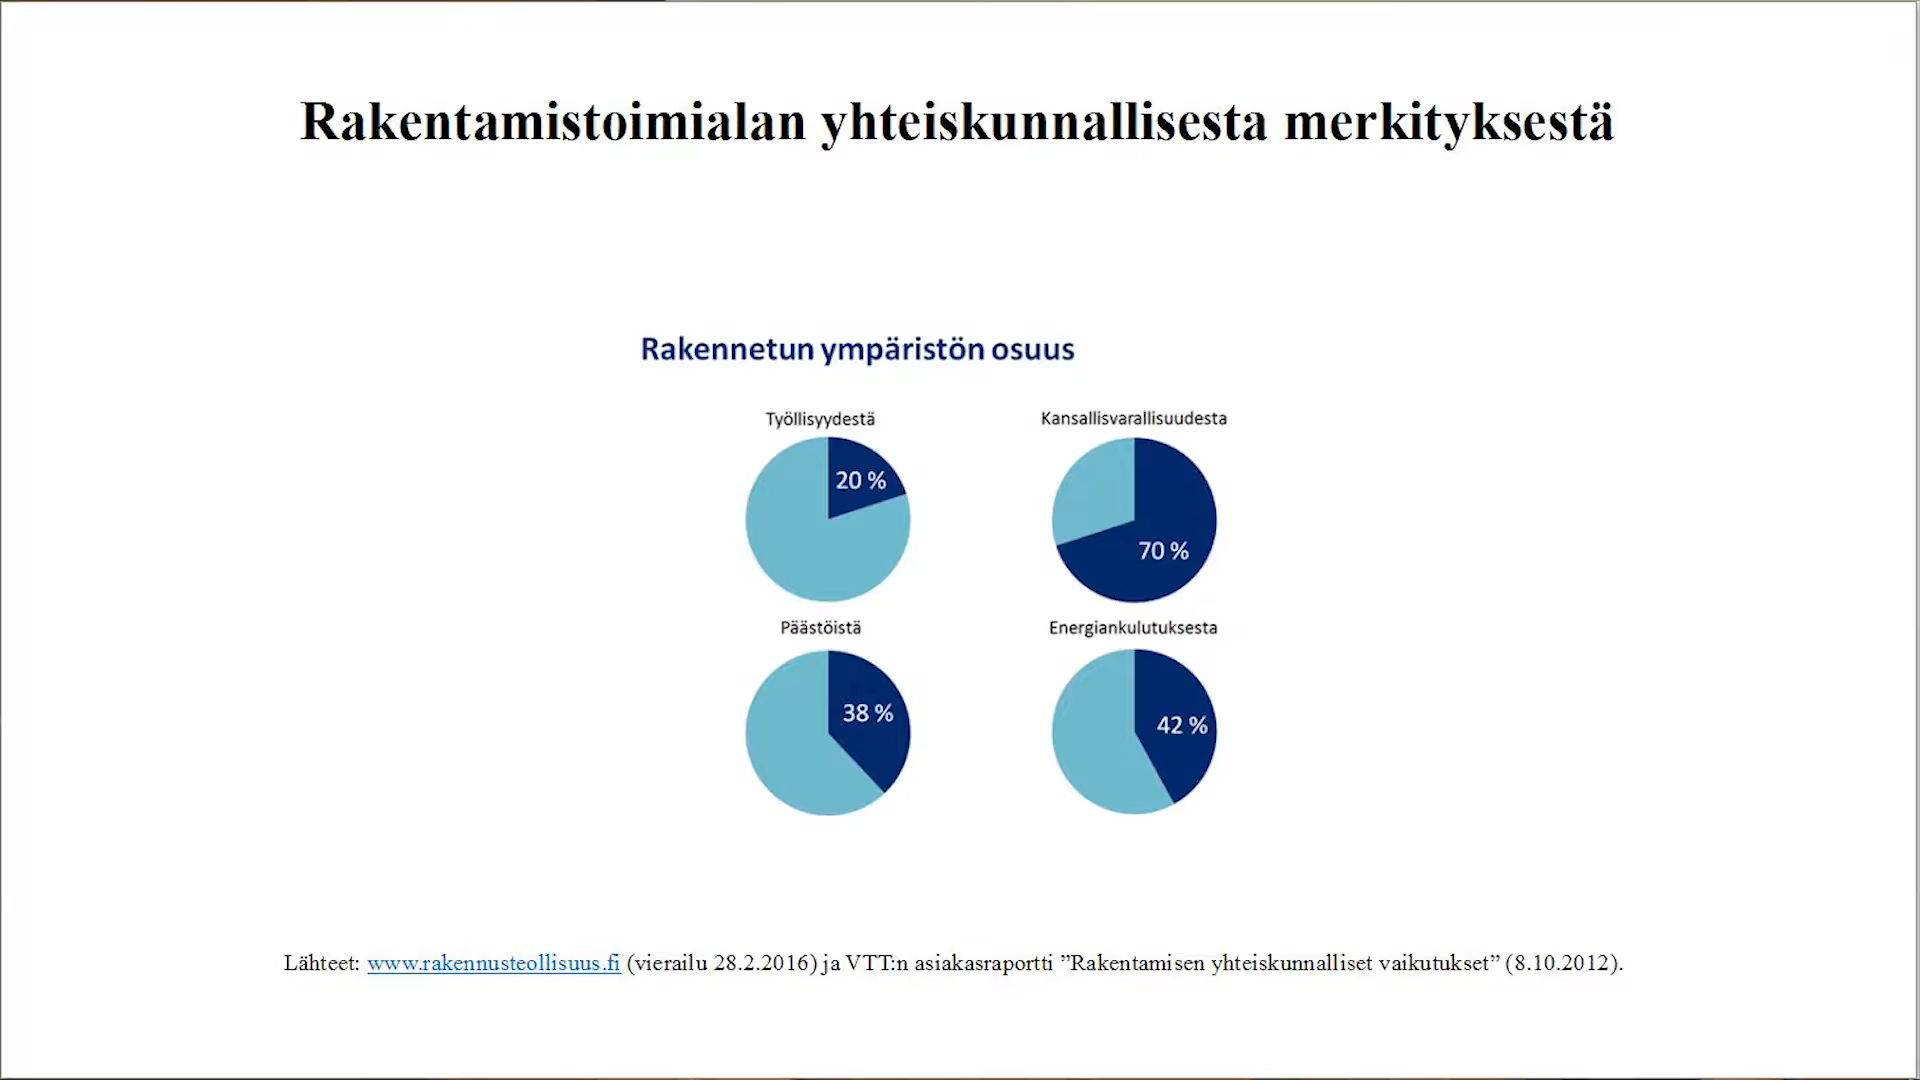 Rakentamistoimialan yhteiskunnallisesta merkityksestä
Rakennetun ympäristön osuus
Työllisyydestä
Kansallisvarallisuudesta
20 %
70 %
Päästöistä
Energiankulutuksesta
38 %
42 %
Lähteet: www.rakennusteollisuus.fi (vierailu 28.2.2016) ja VTT:n asiakasraportti ”Rakentamisen yhteiskunnalliset vaikutukset” (8.10.2012).